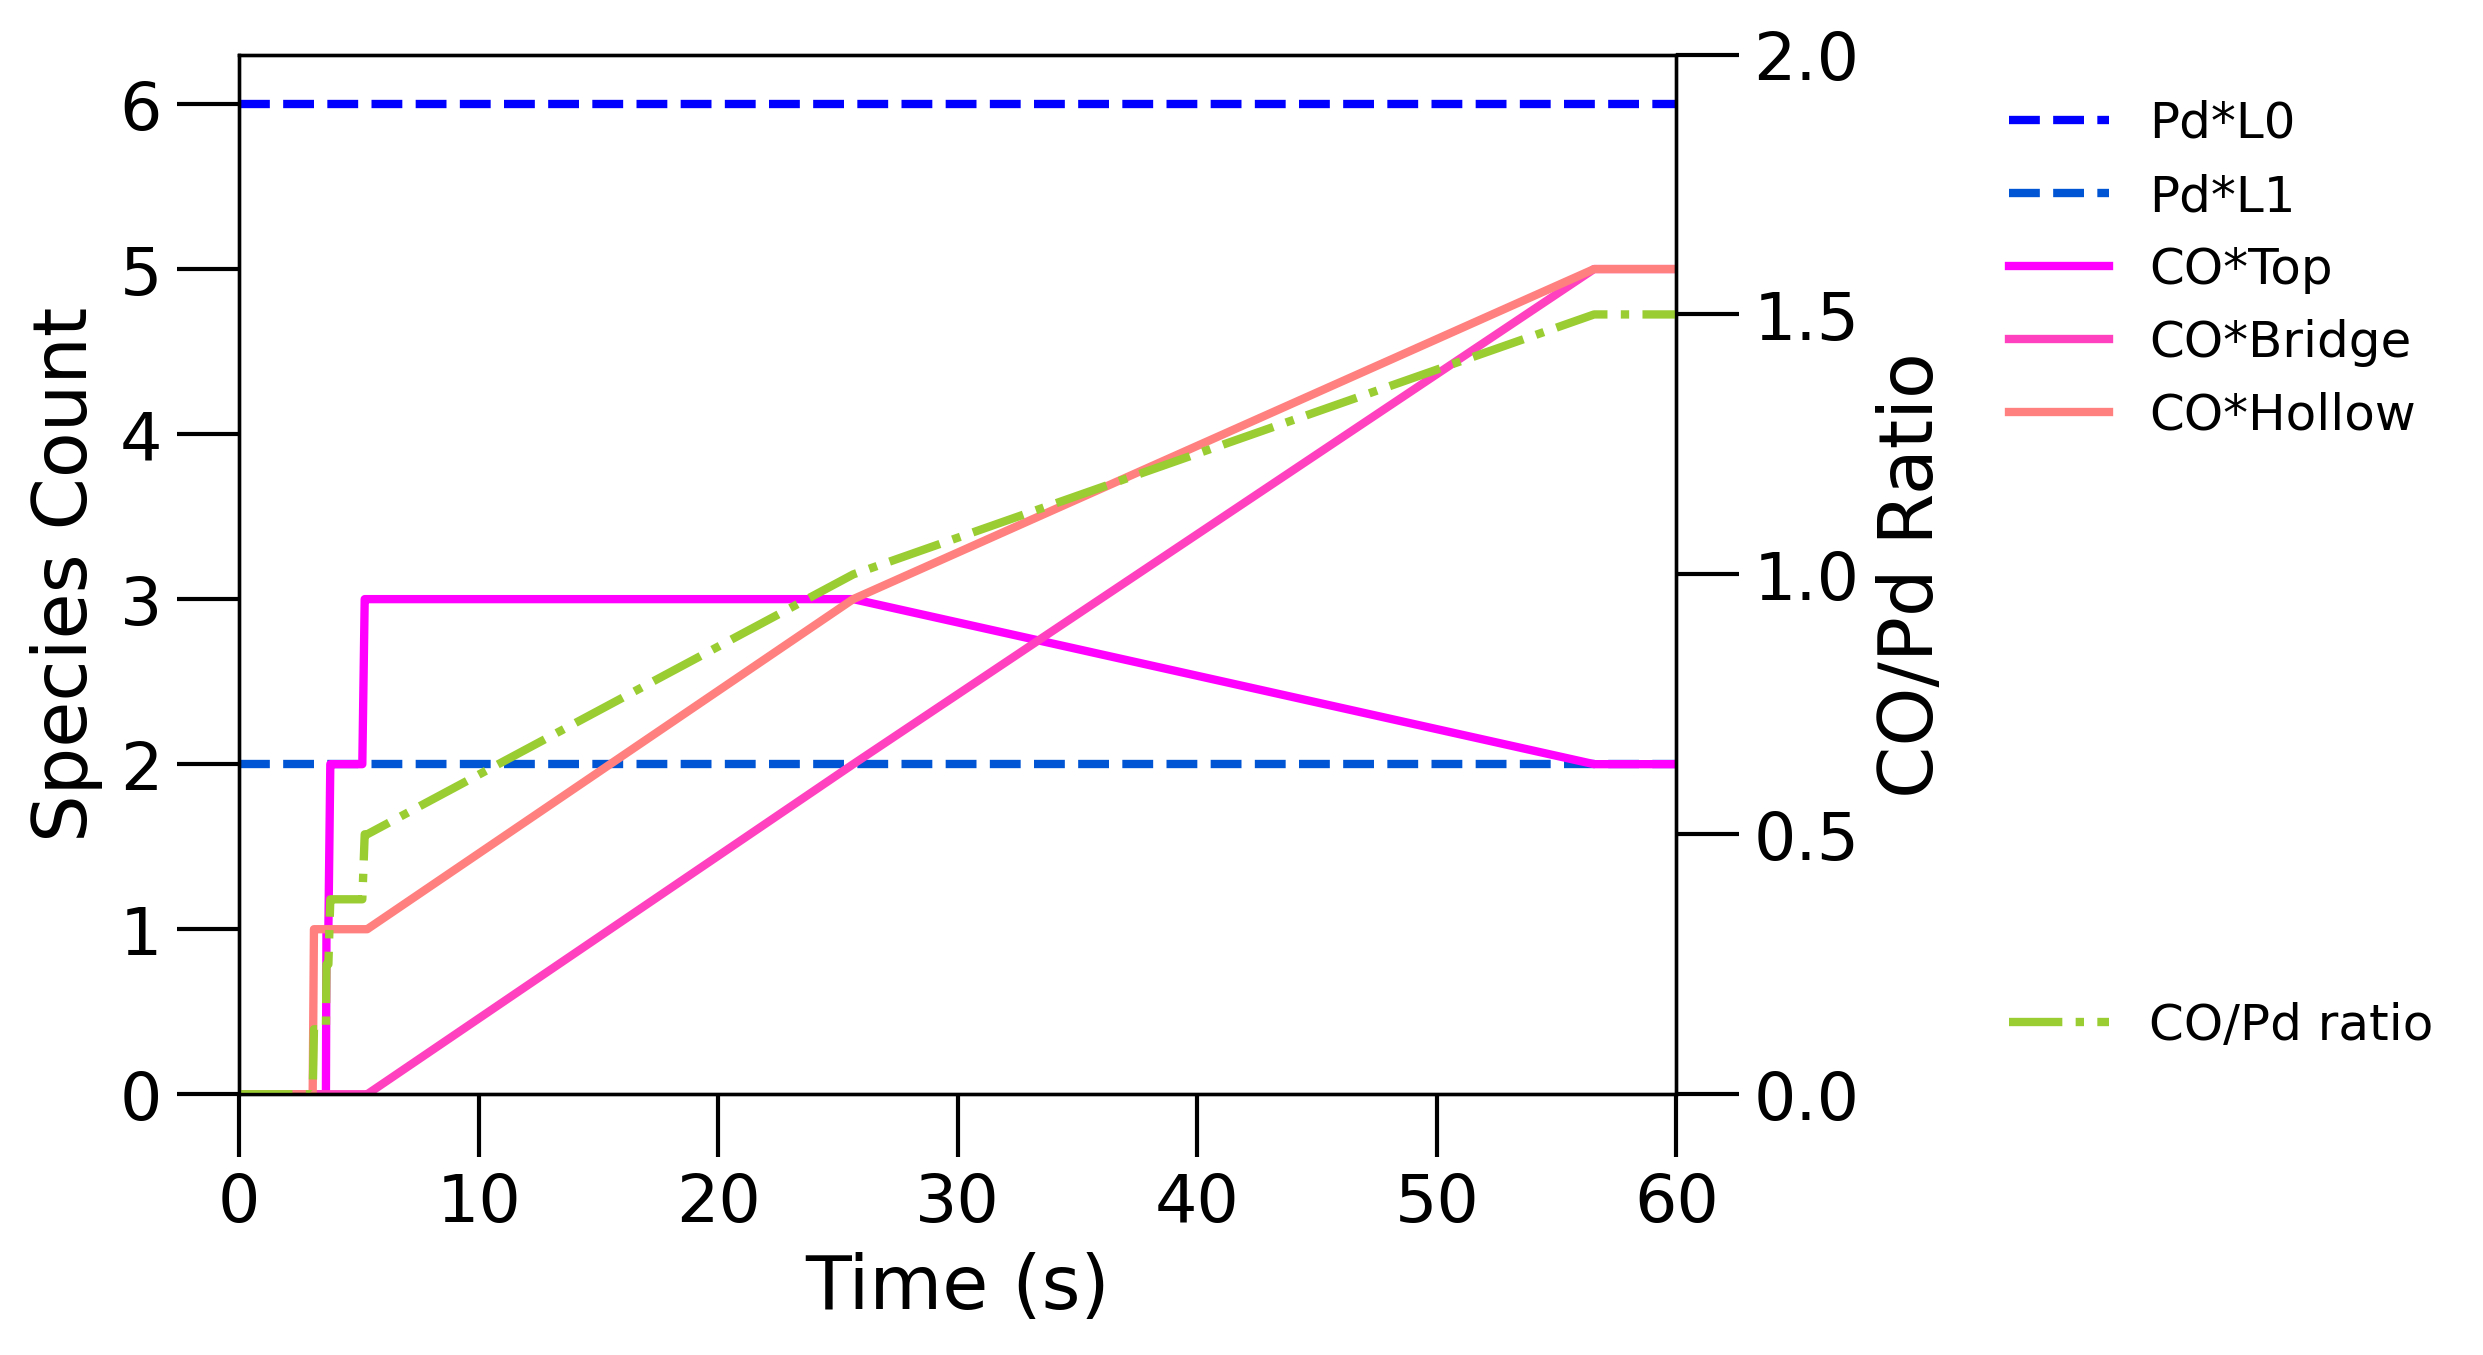 6
5
4
3
2
1
0
Species Count
0 10 20 30 40 50 60
Time (s)
2.0
1.5
1.0
0.5
0.0
CO/Pd Ratio
Pd*L0
Pd*L1
CO*Top
CO*Bridge
CO*Hollow
CO/Pd ratio